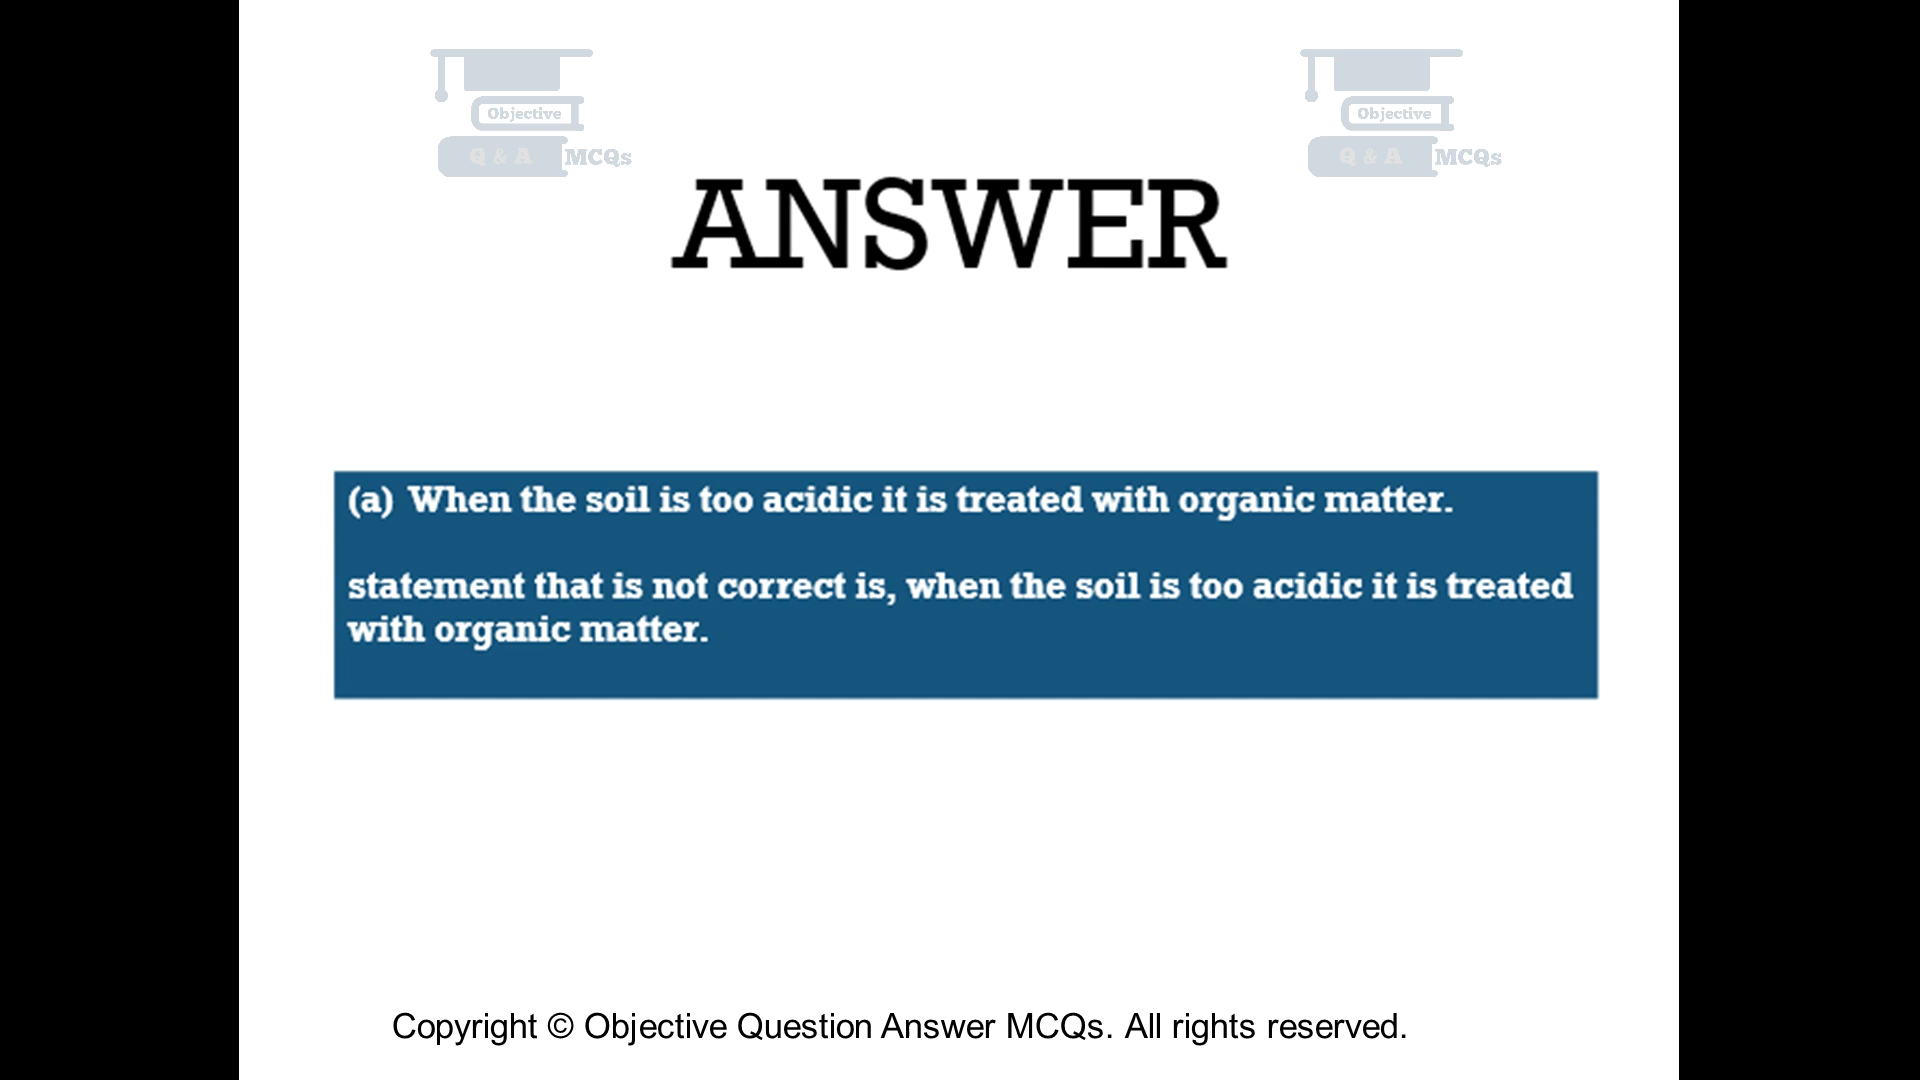 Objective
Q & A MCQs
Objective
Q & A MCQs
ANSWER
(a) When the soil is too acidic it is treated with organic matter.
statement that is not correct is, when the soil is too acidic it is treated
with organic matter.
Copyright © Objective Question Answer MCQs. All rights reserved.